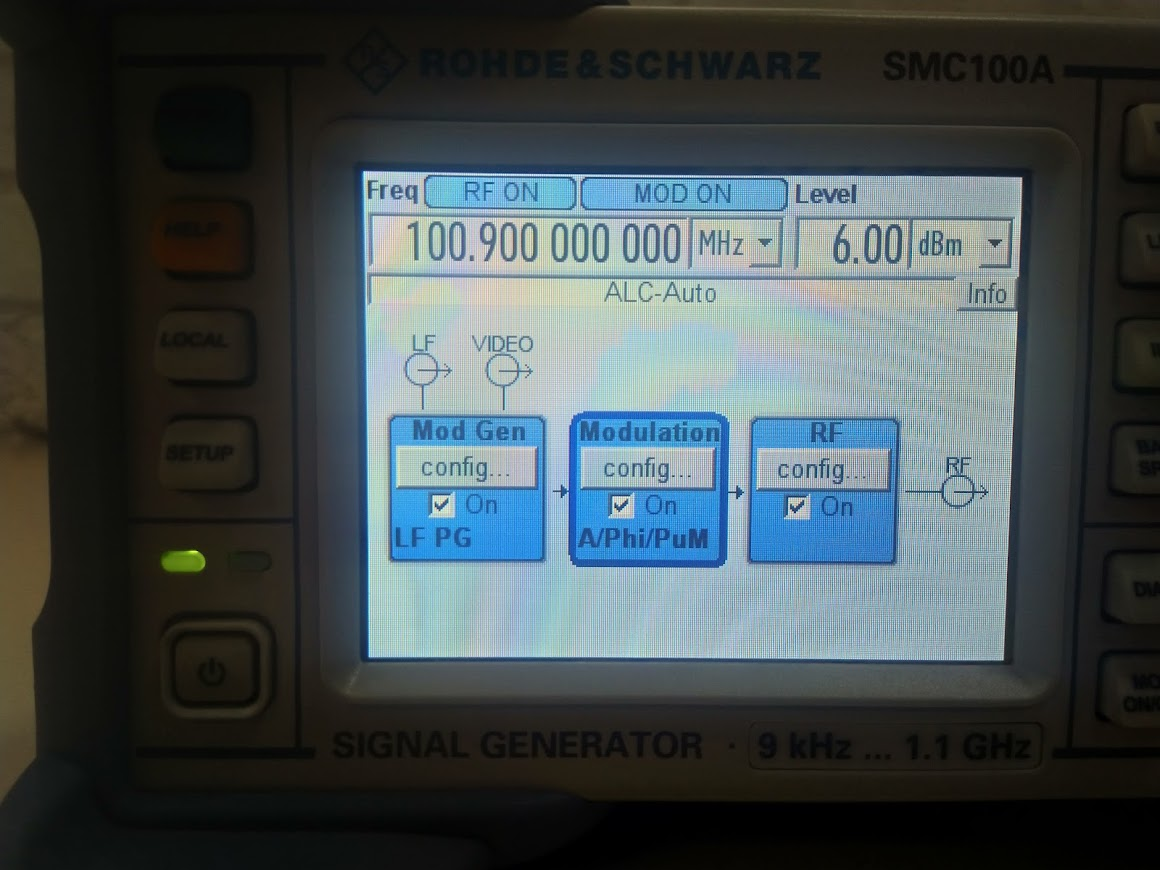 ROHDE & SCHWARZ SMC100A
Freq RF ON MOD ON Level
100.900 000 000 MHz 6.00 dBm
ALC-Auto Info
LF VIDEO
Mod Gen Modulation RF
config... config... config...
RF
On On On
LF PG A/Phi/PuM
HELP
LOCAL
SETUP
SIGNAL GENERATOR · 9 kHz ... 1.1 GHz